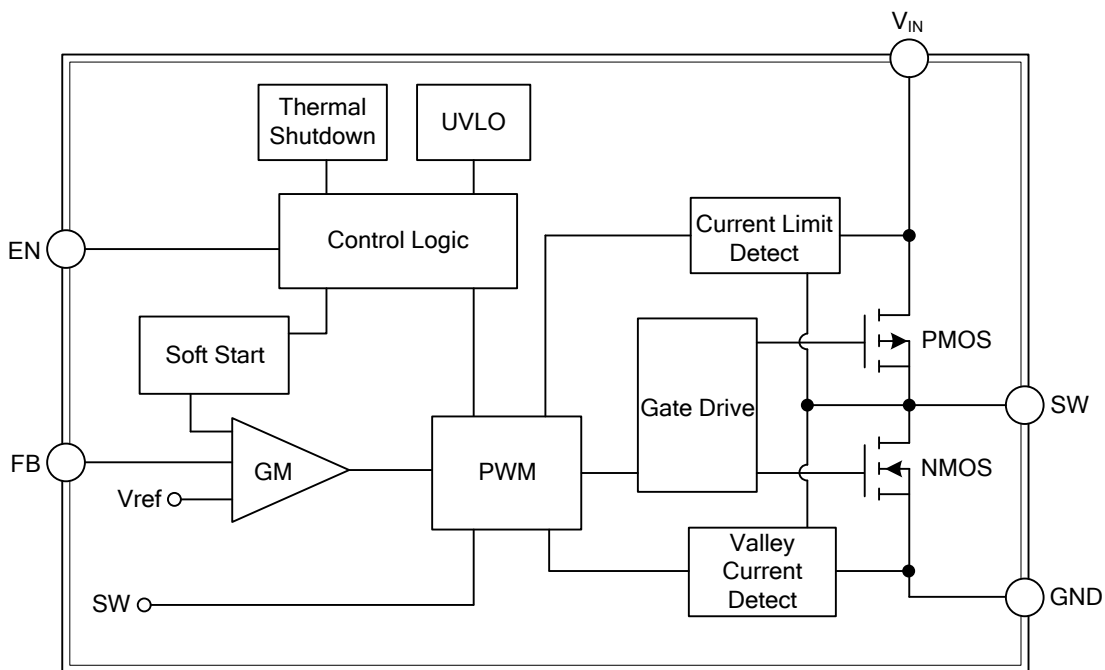 VIN
Thermal
Shutdown
UVLO
Current Limit
Detect
Control Logic
EN
Soft Start
PMOS
Gate Drive
SW
FB
GM
PWM
NMOS
Vref
Valley
Current
Detect
SW
GND